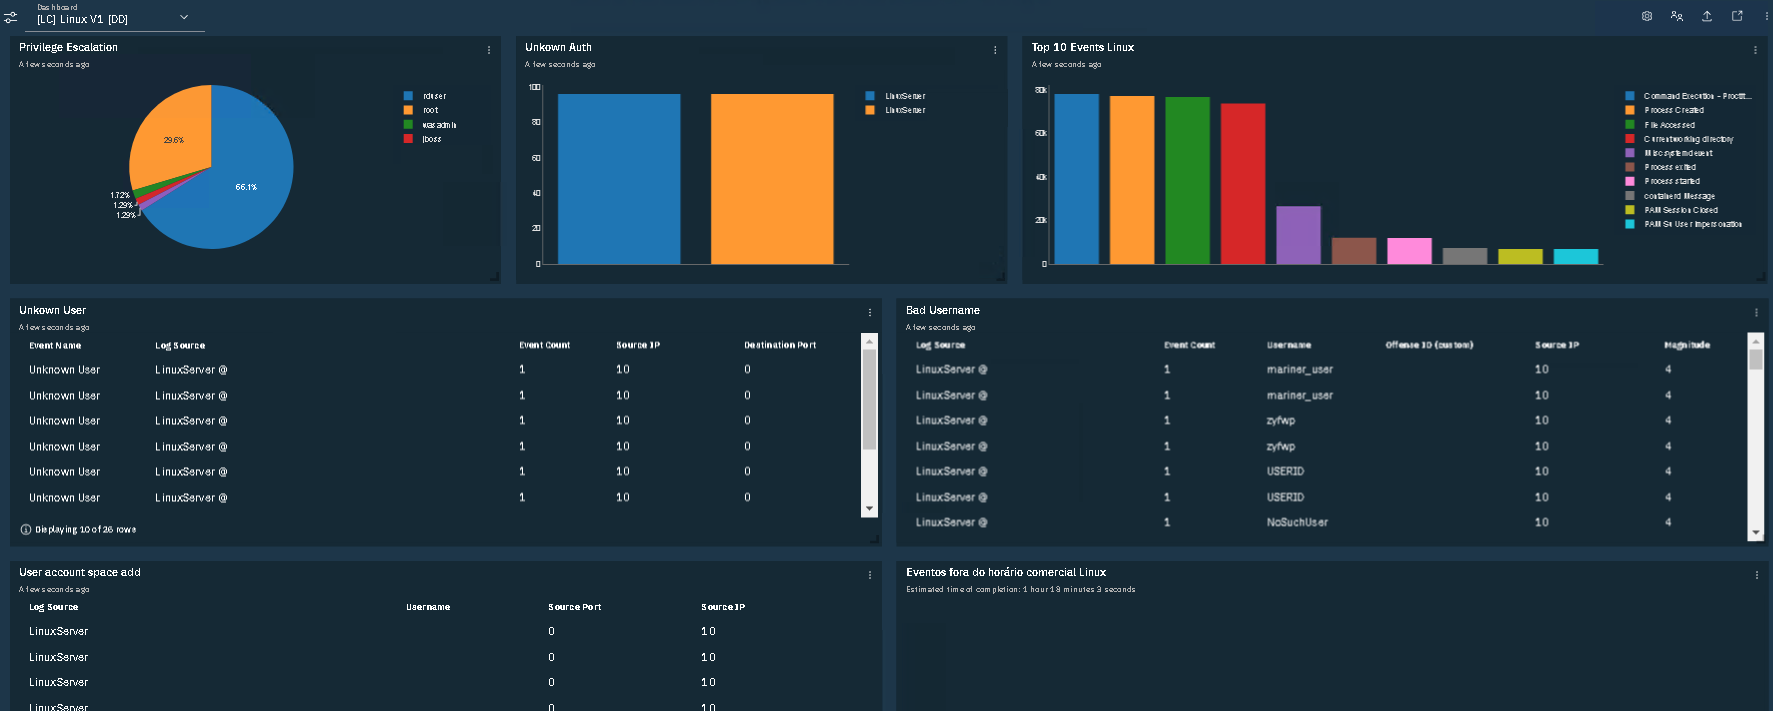 Dashboard
[LC] Linux V1 [DD]
Privilege Escalation
A few seconds ago
66.1%
29.6%
1.72%
1.29%
1.29%
rduser
root
wasadmin
jboss
Unkown Auth
A few seconds ago
100
80
60
40
20
0
LinuxServer
LinuxServer
Top 10 Events Linux
A few seconds ago
80k
60k
40k
20k
0
Command Execution - Proctit...
Process Created
File Accessed
Current working directory
Misc system event
Process exited
Process started
containerd Message
PAM Session Closed
PAM Su User Impersonation
Unkown User
A few seconds ago
Event Name Log Source Event Count Source IP Destination Port
Unknown User LinuxServer @ 1 10 0
Unknown User LinuxServer @ 1 10 0
Unknown User LinuxServer @ 1 10 0
Unknown User LinuxServer @ 1 10 0
Unknown User LinuxServer @ 1 10 0
Unknown User LinuxServer @ 1 10 0
Displaying 10 of 26 rows
Bad Username
A few seconds ago
Log Source Event Count Username Offense ID (custom) Source IP Magnitude
LinuxServer @ 1 mariner_user 10 4
LinuxServer @ 1 mariner_user 10 4
LinuxServer @ 1 zyfwp 10 4
LinuxServer @ 1 zyfwp 10 4
LinuxServer @ 1 USERID 10 4
LinuxServer @ 1 USERID 10 4
LinuxServer @ 1 NoSuchUser 10 4
User account space add
A few seconds ago
Log Source Username Source Port Source IP
LinuxServer 0 10
LinuxServer 0 10
LinuxServer 0 10
LinuxServer 0 10
Eventos fora do horário comercial Linux
Estimated time of completion: 1 hour 18 minutes 3 seconds